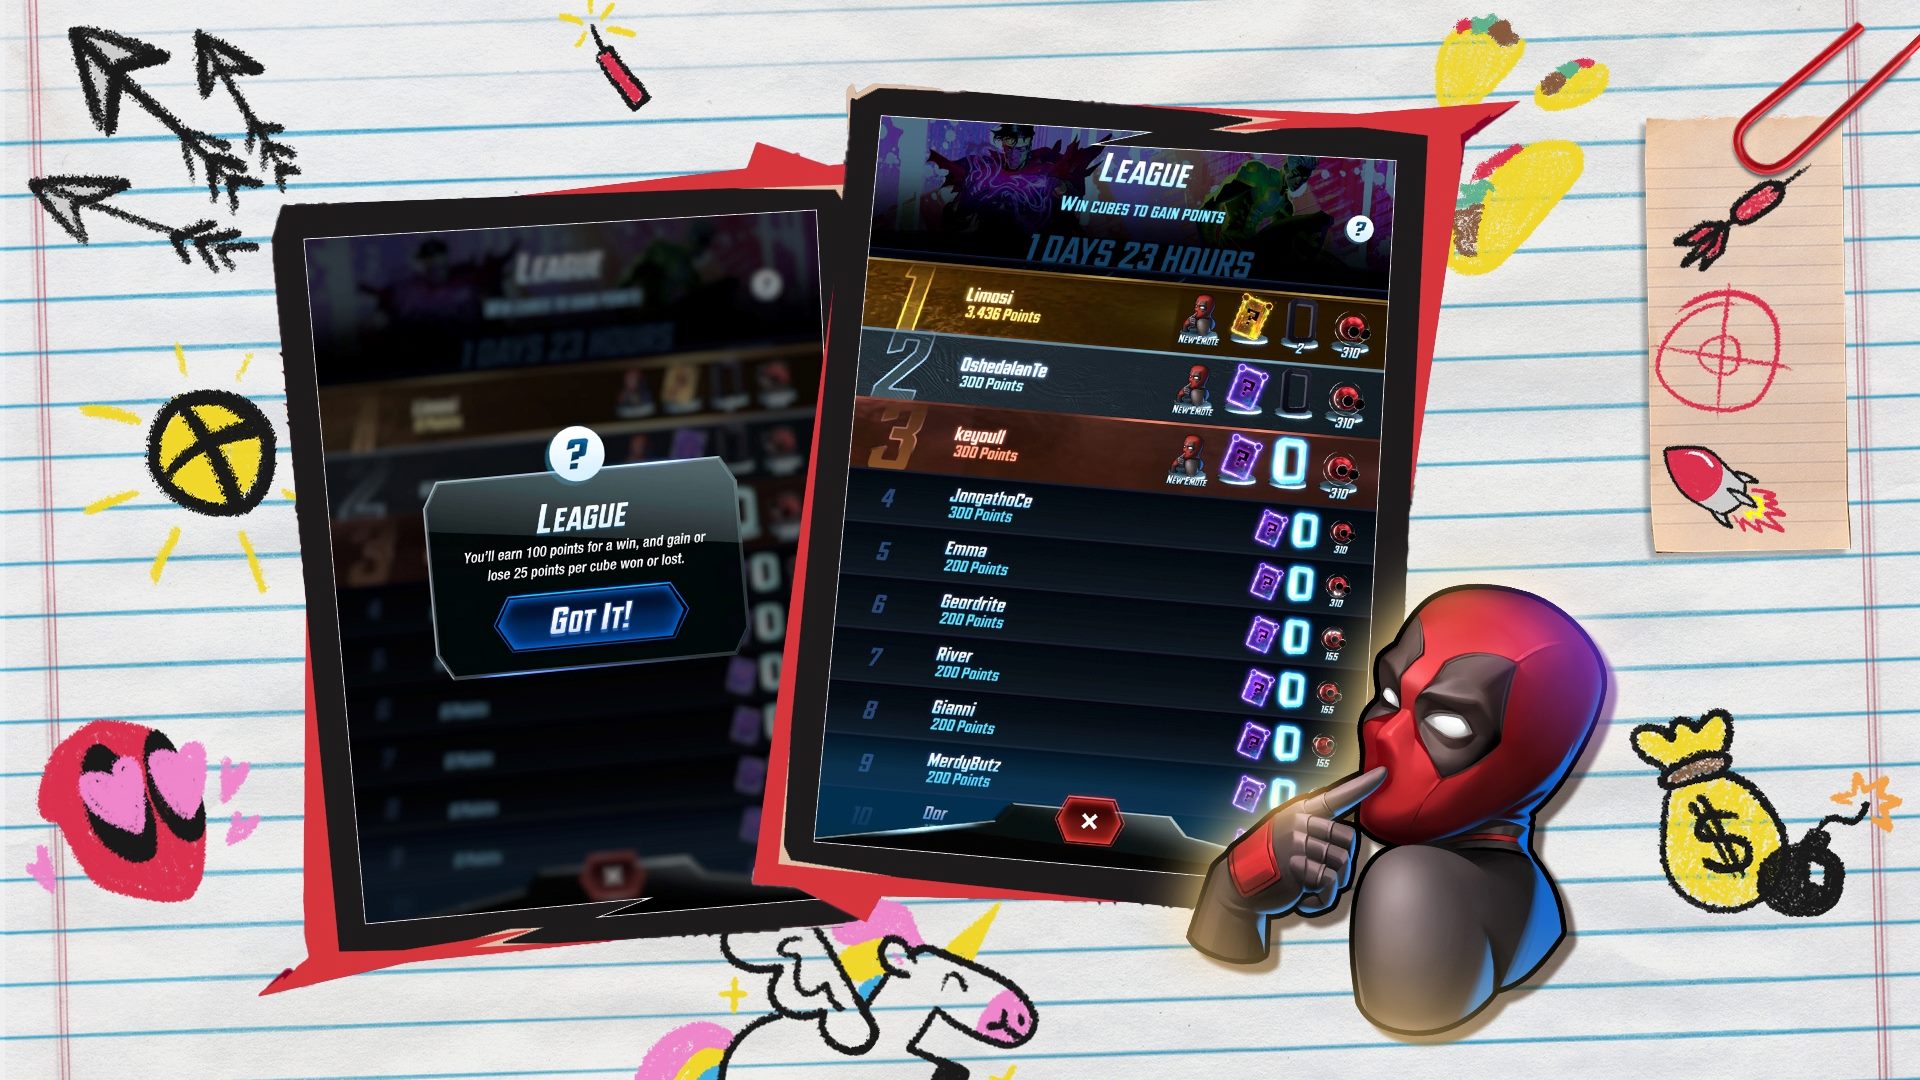 League
You'll earn 100 points for a win, and gain or
lose 25 points per cube won or lost.
Got It!
League
Win cubes to gain points
1 Days 23 Hours
1
Limosi
3,436 Points
New Emote
2
310
2
OshedalanTe
300 Points
New Emote
310
3
keyoull
300 Points
New Emote
310
4
JongathoCe
300 Points
310
5
Emma
200 Points
310
6
Geordrite
200 Points
155
7
River
200 Points
155
8
Gianni
200 Points
155
9
MerdyButz
200 Points
10
Dor